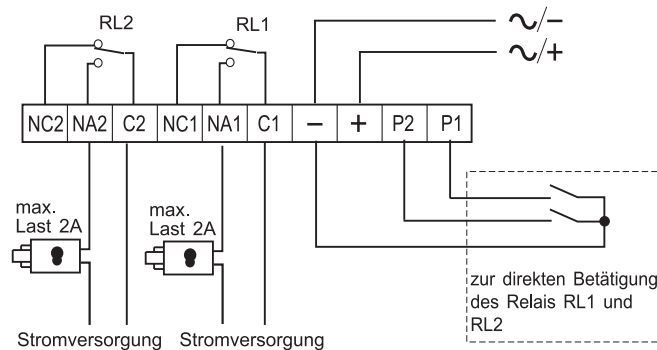 RL2
RL1
∿/−
∿/+
NC2 NA2 C2 NC1 NA1 C1 − + P2 P1
max.
Last 2A
max.
Last 2A
zur direkten Betätigung
des Relais RL1 und
RL2
Stromversorgung
Stromversorgung